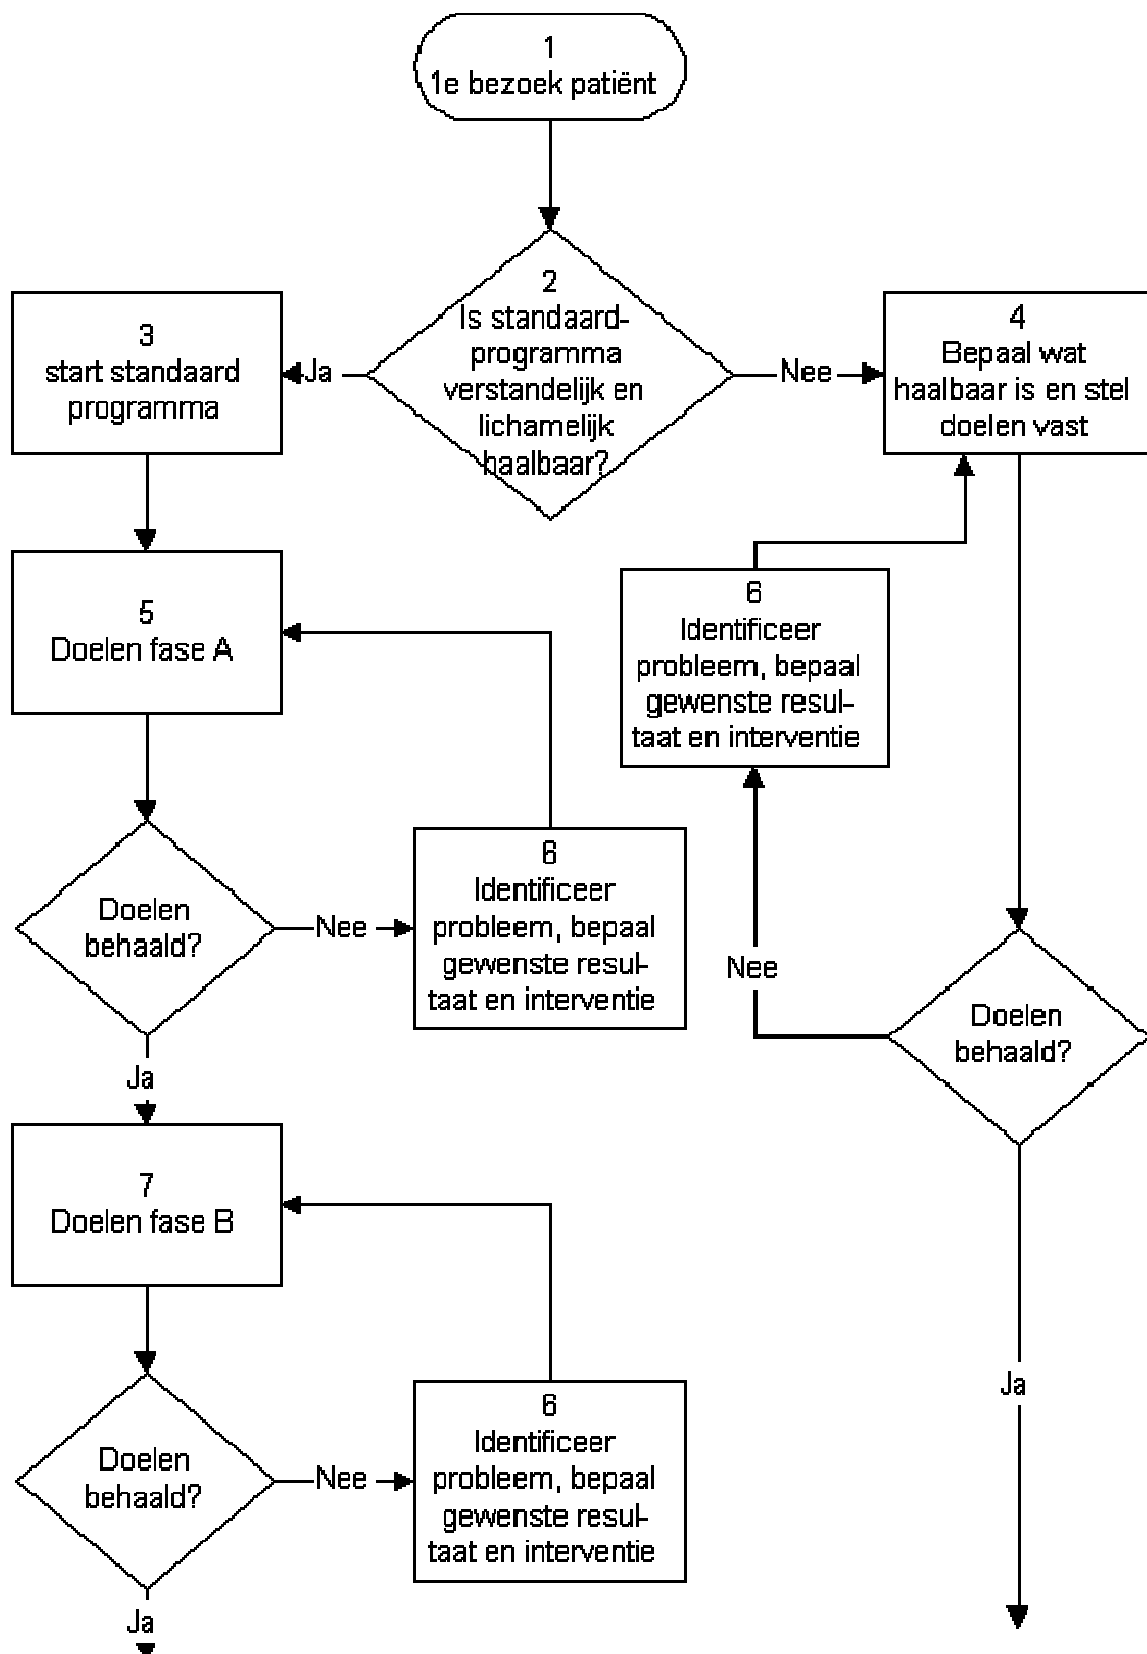 1
1e bezoek patiënt
2
Is standaard-
programma
verstandelijk en
lichamelijk
haalbaar?
Ja
Nee
3
start standaard
programma
4
Bepaal wat
haalbaar is en stel
doelen vast
5
Doelen fase A
6
Identificeer
probleem, bepaal
gewenste resul-
taat en interventie
Doelen
behaald?
Nee
6
Identificeer
probleem, bepaal
gewenste resul-
taat en interventie
Nee
Doelen
behaald?
Ja
7
Doelen fase B
Doelen
behaald?
Nee
6
Identificeer
probleem, bepaal
gewenste resul-
taat en interventie
Ja
Ja